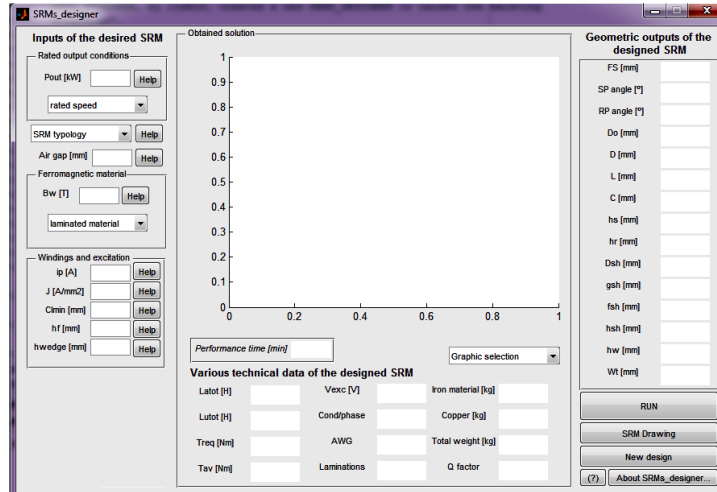 SRMs_designer
Inputs of the desired SRM
Rated output conditions
Pout [kW]
Help
rated speed
SRM typology
Help
Air gap [mm]
Help
Ferromagnetic material
Bw [T]
Help
laminated material
Windings and excitation
ip [A]
Help
J [A/mm2]
Help
Clmin [mm]
Help
hf [mm]
Help
hwedge [mm]
Help
Obtained solution
1
0.9
0.8
0.7
0.6
0.5
0.4
0.3
0.2
0.1
0
0 0.2 0.4 0.6 0.8 1
Performance time [min]
Graphic selection
Various technical data of the designed SRM
Latot [H] Vexc [V] Iron material [kg]
Lutot [H] Cond/phase Copper [kg]
Treq [Nm] AWG Total weight [kg]
Tav [Nm] Laminations Q factor
Geometric outputs of the
designed SRM
FS [mm]
SP angle [º]
RP angle [º]
Do [mm]
D [mm]
L [mm]
C [mm]
hs [mm]
hr [mm]
Dsh [mm]
gsh [mm]
fsh [mm]
hsh [mm]
hw [mm]
Wt [mm]
RUN
SRM Drawing
New design
(?) About SRMs_designer...